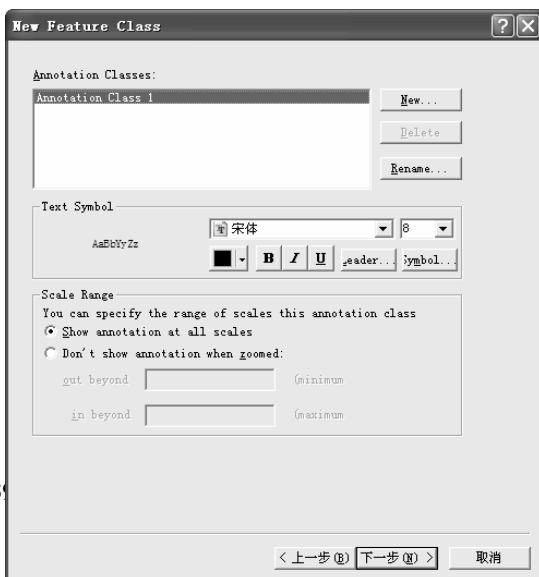 New Feature Class
Annotation Classes:
Annotation Class 1
New...
Delete
Rename...
Text Symbol
AaBbYyZz
宋体
8
B I U eader... ymbol...
Scale Range
You can specify the range of scales this annotation class
Show annotation at all scales
Don't show annotation when zoomed:
out beyond (minimum
in beyond (maximum
< 上一步(B) 下一步(N) > 取消